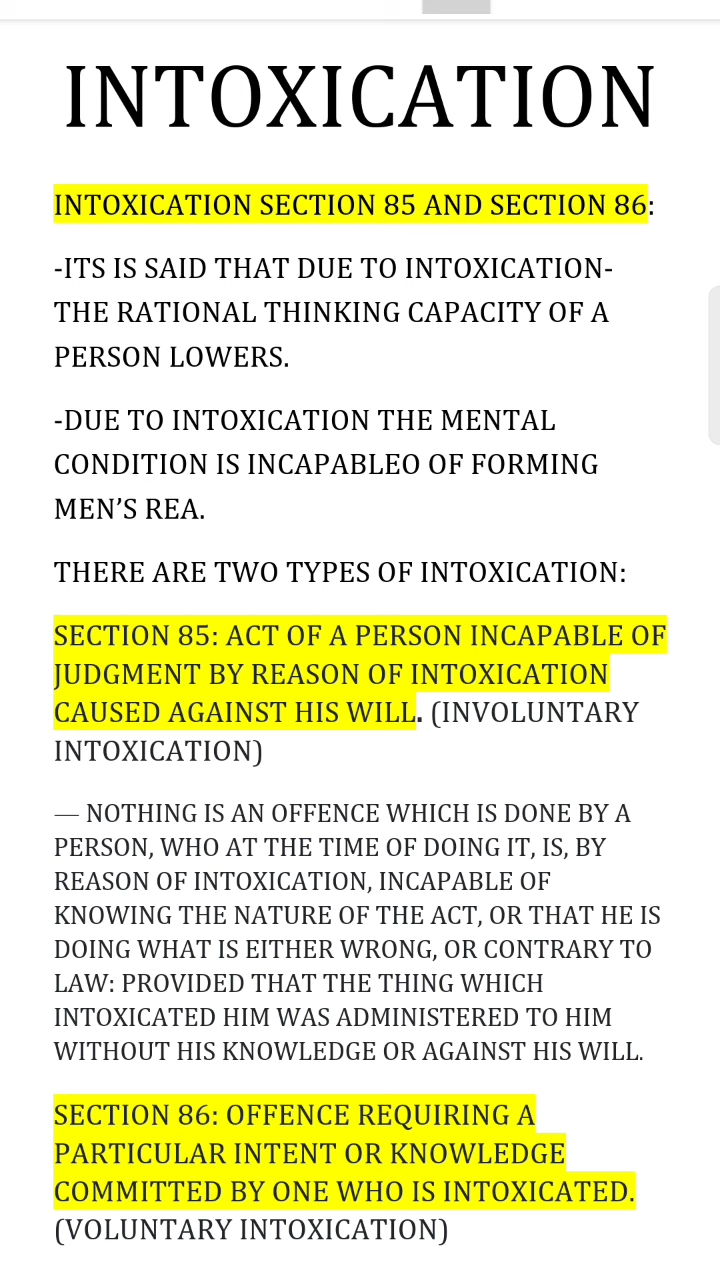 INTOXICATION
INTOXICATION SECTION 85 AND SECTION 86:
-ITS IS SAID THAT DUE TO INTOXICATION-
THE RATIONAL THINKING CAPACITY OF A
PERSON LOWERS.
-DUE TO INTOXICATION THE MENTAL
CONDITION IS INCAPABLEO OF FORMING
MEN’S REA.
THERE ARE TWO TYPES OF INTOXICATION:
SECTION 85: ACT OF A PERSON INCAPABLE OF
JUDGMENT BY REASON OF INTOXICATION
CAUSED AGAINST HIS WILL. (INVOLUNTARY
INTOXICATION)
— NOTHING IS AN OFFENCE WHICH IS DONE BY A
PERSON, WHO AT THE TIME OF DOING IT, IS, BY
REASON OF INTOXICATION, INCAPABLE OF
KNOWING THE NATURE OF THE ACT, OR THAT HE IS
DOING WHAT IS EITHER WRONG, OR CONTRARY TO
LAW: PROVIDED THAT THE THING WHICH
INTOXICATED HIM WAS ADMINISTERED TO HIM
WITHOUT HIS KNOWLEDGE OR AGAINST HIS WILL.
SECTION 86: OFFENCE REQUIRING A
PARTICULAR INTENT OR KNOWLEDGE
COMMITTED BY ONE WHO IS INTOXICATED.
(VOLUNTARY INTOXICATION)